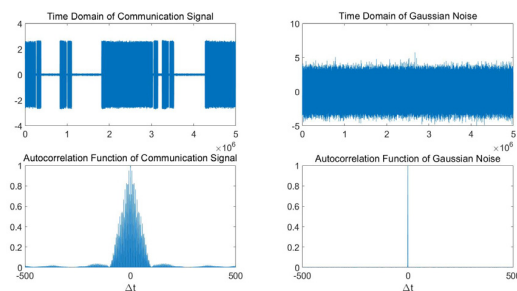 Time Domain of Communication Signal
4
2
0
-2
-4
0 1 2 3 4 5
×10^6
Time Domain of Gaussian Noise
10
5
0
-5
0 1 2 3 4 5
×10^6
Autocorrelation Function of Communication Signal
1
0.8
0.6
0.4
0.2
0
-500 0 500
Δt
Autocorrelation Function of Gaussian Noise
1
0.8
0.6
0.4
0.2
0
-500 0 500
Δt